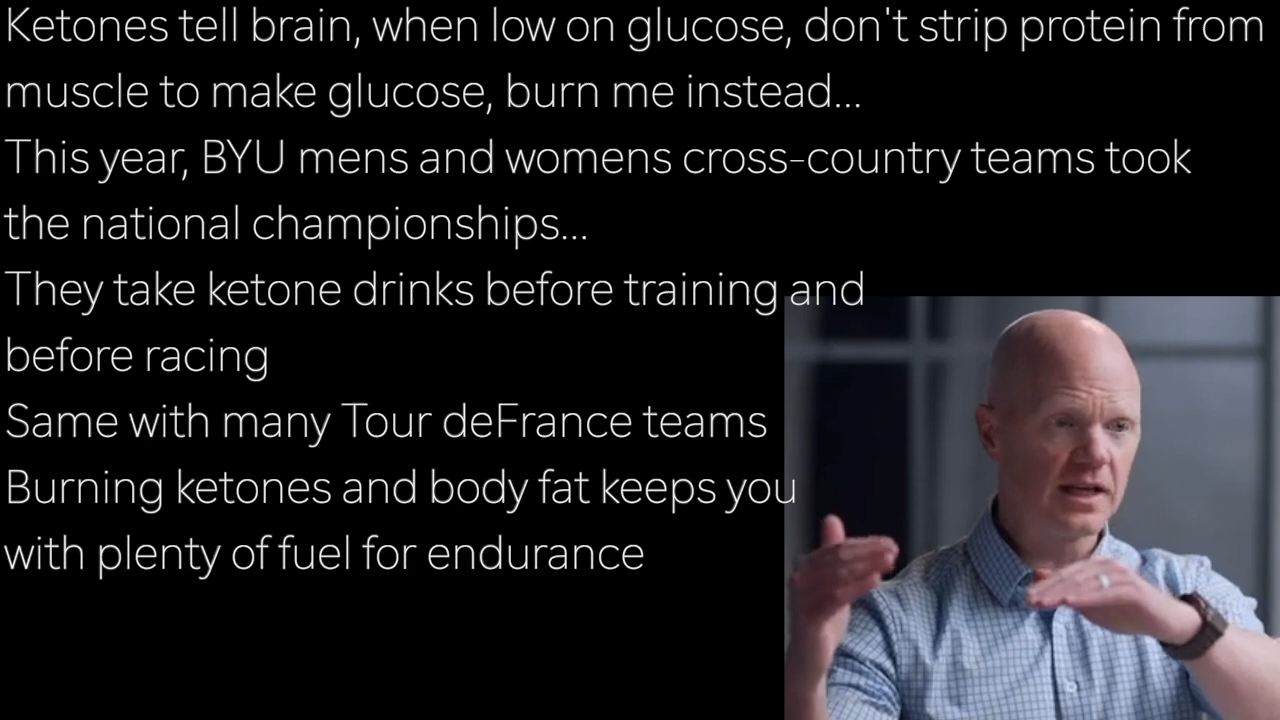 Ketones tell brain, when low on glucose, don't strip protein from
muscle to make glucose, burn me instead...
This year, BYU mens and womens cross-country teams took
the national championships...
They take ketone drinks before training and
before racing
Same with many Tour deFrance teams
Burning ketones and body fat keeps you
with plenty of fuel for endurance